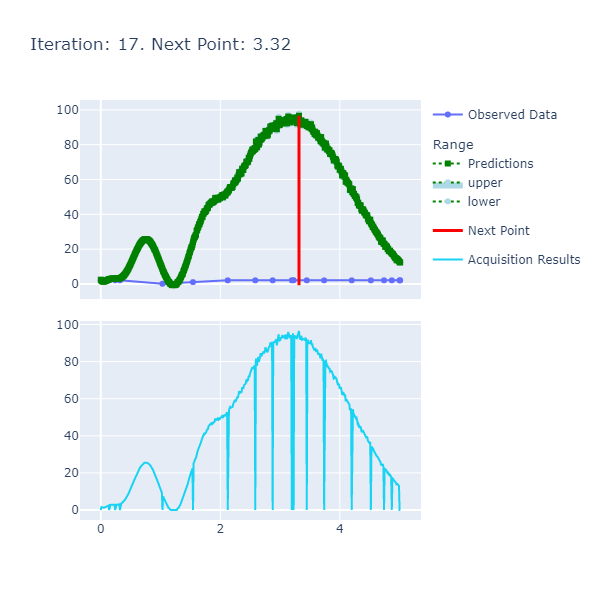 Iteration: 17. Next Point: 3.32
100
80
60
40
20
0
Observed Data
Range
Predictions
upper
lower
Next Point
Acquisition Results
100
80
60
40
20
0
0
2
4